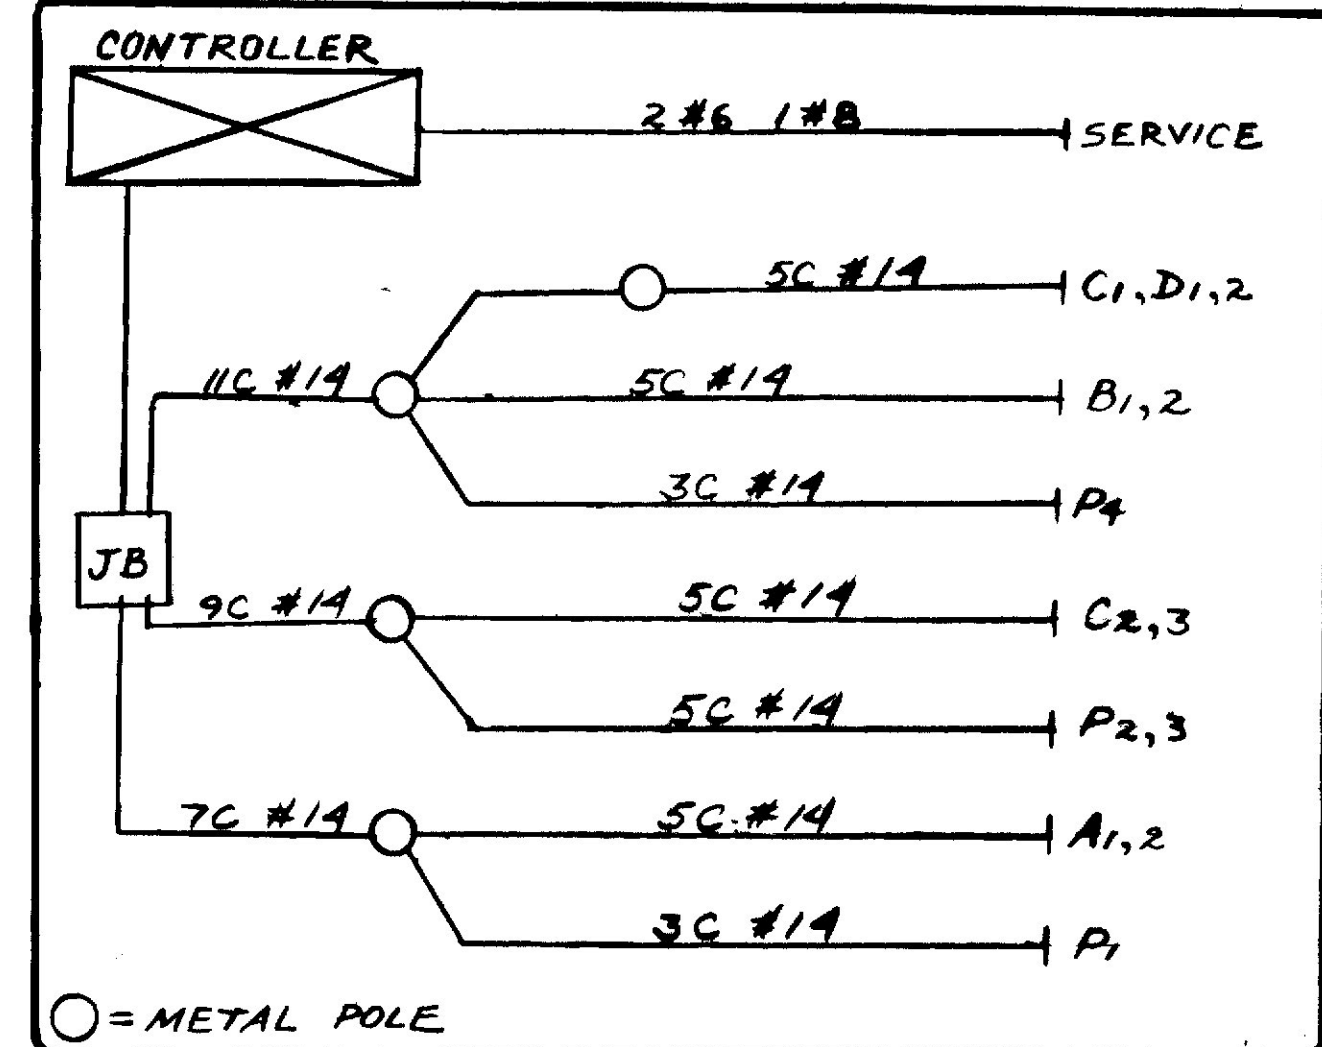 CONTROLLER
2 #6 1 #8
SERVICE
5C #14
C1, D1, 2
11C #14
5C #14
B1, 2
3C #14
P4
JB
9C #14
5C #14
C2, 3
5C #14
P2, 3
7C #14
5C #14
A1, 2
3C #14
P1
= METAL POLE